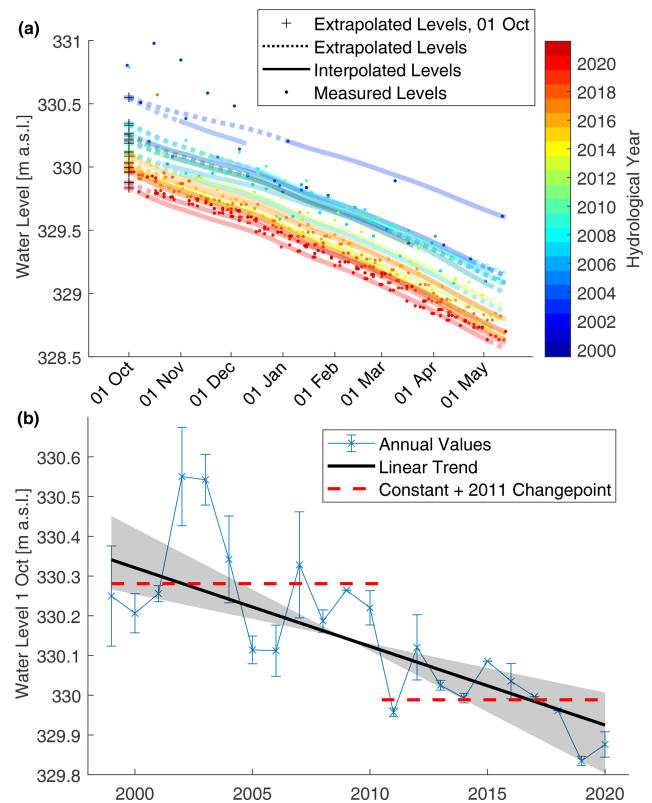 (a)
Extrapolated Levels, 01 Oct
Extrapolated Levels
Interpolated Levels
Measured Levels
331
330.5
330
329.5
329
328.5
Water Level [m a.s.l.]
01 Oct
01 Nov
01 Dec
01 Jan
01 Feb
01 Mar
01 Apr
01 May
2020
2018
2016
2014
2012
2010
2008
2006
2004
2002
2000
Hydrological Year
(b)
Annual Values
Linear Trend
Constant + 2011 Changepoint
330.6
330.5
330.4
330.3
330.2
330.1
330
329.9
329.8
Water Level 1 Oct [m a.s.l.]
2000
2005
2010
2015
2020